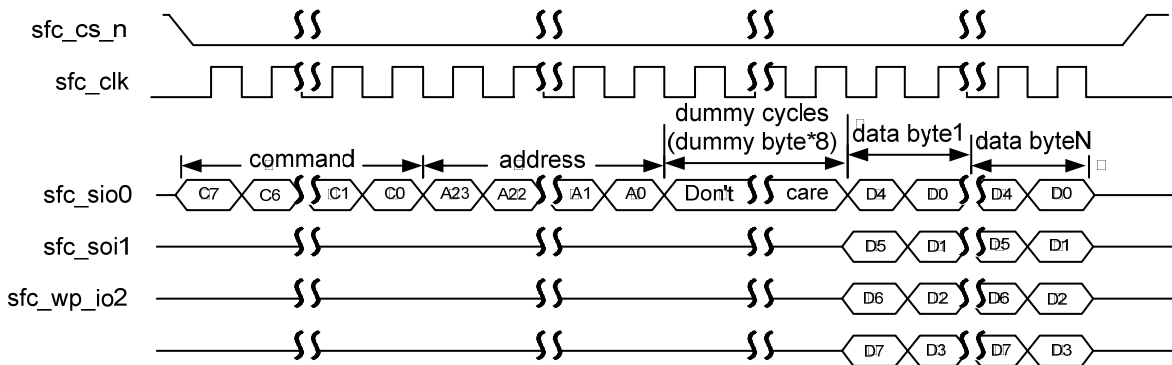 sfc_cs_n
sfc_clk
dummy cycles
(dummy byte*8) data byte1 data byteN
command address
sfc_sio0 C7 C6 C1 C0 A23 A22 A1 A0 Don't care D4 D0 D4 D0
sfc_soi1 D5 D1 D5 D1
sfc_wp_io2 D6 D2 D6 D2
D7 D3 D7 D3